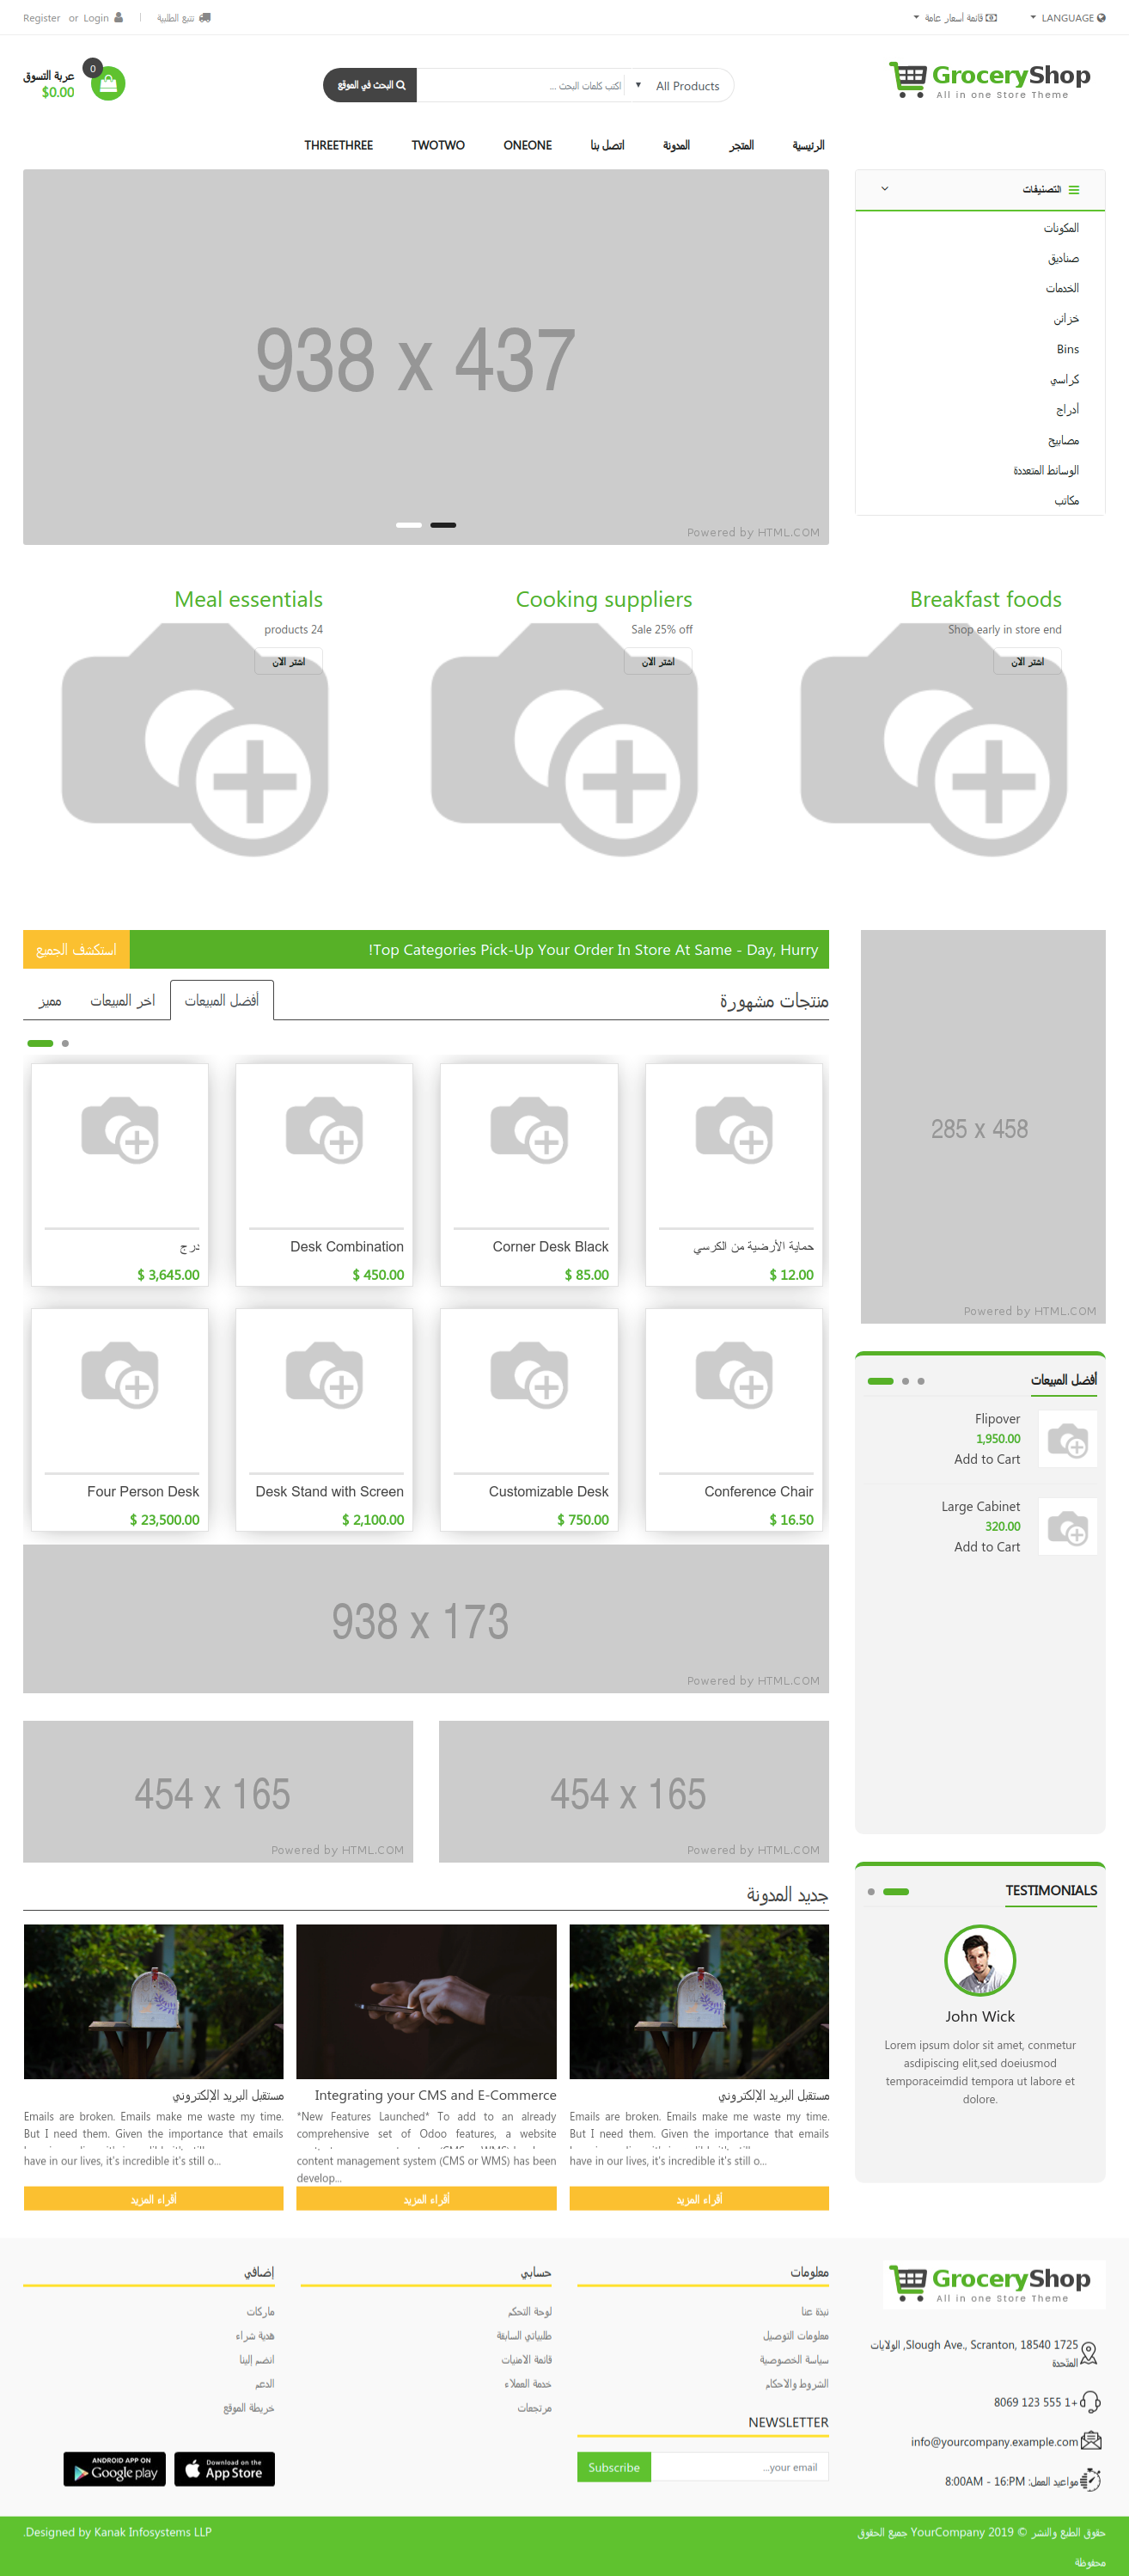 LANGUAGE
قائمة أسعار عامة
تتبع الطلبية
Login or Register
GroceryShop
All in one Store Theme
All Products
اكتب كلمات البحث ...
البحث في الموقع
0
عربة التسوق
$0.00
الرئيسية
المتجر
المدونة
اتصل بنا
ONEONE
TWOTWO
THREETHREE
التصنيفات
المكونات
صناديق
الخدمات
خزائن
Bins
كراسي
أدراج
مصابيح
الوسائط المتعددة
مكاتب
938 x 437
Powered by HTML.COM
Breakfast foods
Shop early in store end
اشتر الآن
Cooking suppliers
Sale 25% off
اشتر الآن
Meal essentials
products 24
اشتر الآن
285 x 458
Powered by HTML.COM
!Top Categories Pick-Up Your Order In Store At Same - Day, Hurry
استكشف الجميع
منتجات مشهورة
أفضل المبيعات
اخر المبيعات
مميز
حماية الأرضية من الكرسي
$ 12.00
Corner Desk Black
$ 85.00
Desk Combination
$ 450.00
درج
$ 3,645.00
Conference Chair
$ 16.50
Customizable Desk
$ 750.00
Desk Stand with Screen
$ 2,100.00
Four Person Desk
$ 23,500.00
أفضل المبيعات
Flipover
1,950.00
Add to Cart
Large Cabinet
320.00
Add to Cart
938 x 173
Powered by HTML.COM
454 x 165
Powered by HTML.COM
454 x 165
Powered by HTML.COM
TESTIMONIALS
John Wick
Lorem ipsum dolor sit amet, conmetur
asdipiscing elit,sed doeiusmod
temporaceimdid tempora ut labore et
dolore.
جديد المدونة
مستقبل البريد الإلكتروني
Emails are broken. Emails make me waste my time.
But I need them. Given the importance that emails
have in our lives, it's incredible it's still o...
أقراء المزيد
Integrating your CMS and E-Commerce
*New Features Launched* To add to an already
comprehensive set of Odoo features, a website
content management system (CMS or WMS) has been
develop...
أقراء المزيد
مستقبل البريد الإلكتروني
Emails are broken. Emails make me waste my time.
But I need them. Given the importance that emails
have in our lives, it's incredible it's still o...
أقراء المزيد
GroceryShop
All in one Store Theme
1725 Slough Ave., Scranton, 18540, الولايات
المتّحدة
+1 555 123 8069
info@yourcompany.example.com
مواعيد العمل: 8:00AM - 16:PM
معلومات
نبذة عنا
معلومات التوصيل
سياسة الخصوصية
الشروط والاحكام
NEWSLETTER
...your email
Subscribe
حسابي
لوحة التحكم
طلبياتي السابقة
قائمة الامنيات
خدمة العملاء
مرتجعات
إضافي
ماركات
هدية شراء
انضم إلينا
الدعم
خريطة الموقع
Download on the
App Store
ANDROID APP ON
Google play
حقوق الطبع والنشر © 2019 YourCompany جميع الحقوق
محفوظة
.Designed by Kanak Infosystems LLP